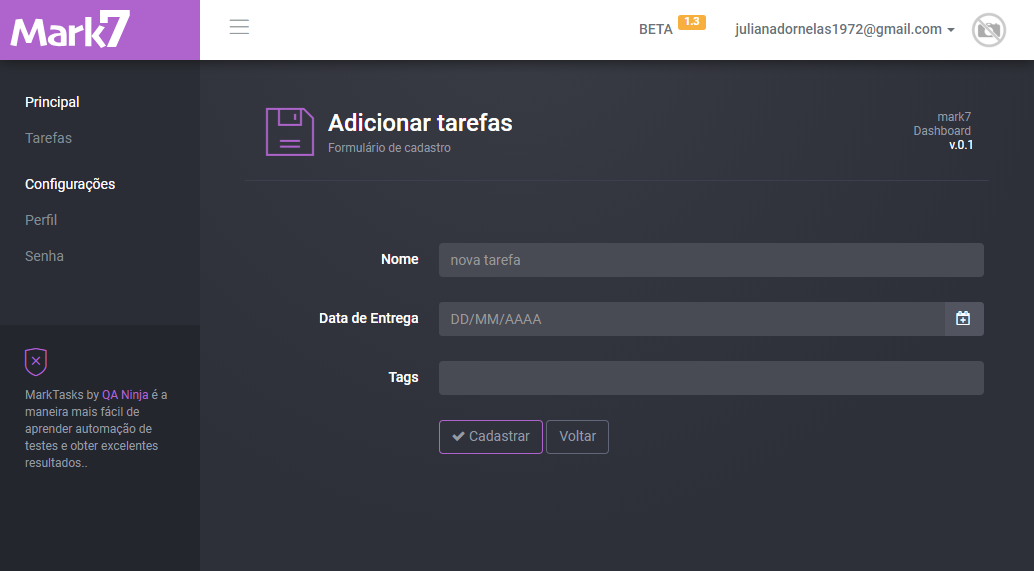 Mark7
BETA 1.3
julianadornelas1972@gmail.com
Principal
Tarefas
Configurações
Perfil
Senha
MarkTasks by QA Ninja é a
maneira mais fácil de
aprender automação de
testes e obter excelentes
resultados..
Adicionar tarefas
Formulário de cadastro
mark7
Dashboard
v.0.1
Nome
nova tarefa
Data de Entrega
DD/MM/AAAA
Tags
Cadastrar
Voltar